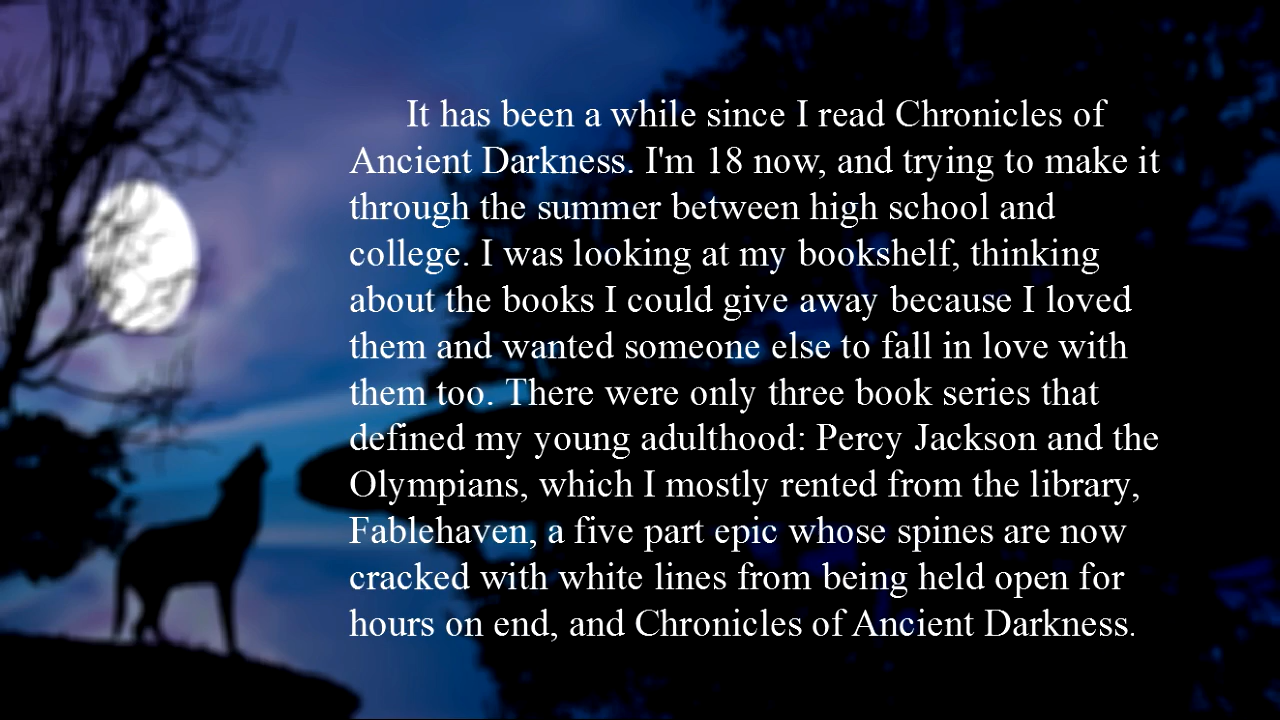 It has been a while since I read Chronicles of
Ancient Darkness. I'm 18 now, and trying to make it
through the summer between high school and
college. I was looking at my bookshelf, thinking
about the books I could give away because I loved
them and wanted someone else to fall in love with
them too. There were only three book series that
defined my young adulthood: Percy Jackson and the
Olympians, which I mostly rented from the library,
Fablehaven, a five part epic whose spines are now
cracked with white lines from being held open for
hours on end, and Chronicles of Ancient Darkness.